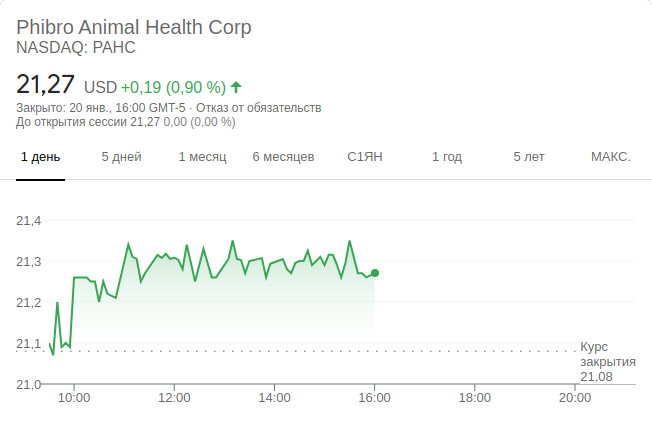 Phibro Animal Health Corp
NASDAQ: PAHC
21,27 USD +0,19 (0,90 %)
Закрыто: 20 янв., 16:00 GMT-5 · Отказ от обязательств
До открытия сессии 21,27 0,00 (0,00 %)
1 день 5 дней 1 месяц 6 месяцев С1ЯН 1 год 5 лет МАКС.
21,4
21,3
21,2
21,1
21,0
Курс
закрытия
21,08
10:00 12:00 14:00 16:00 18:00 20:00